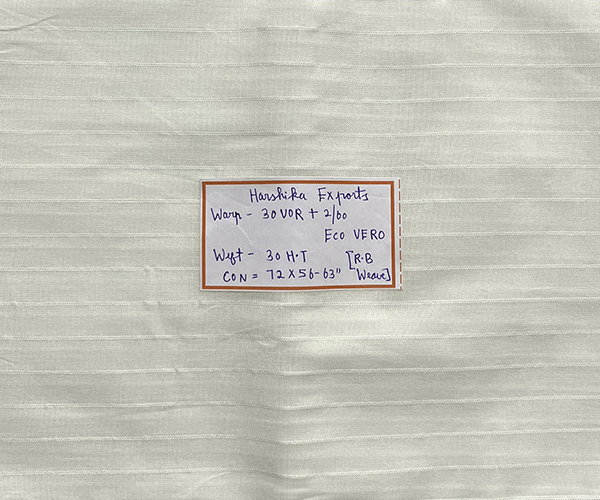 Harshika Exports
Warp - 30 VOR + 2/60
ECO VERO
Weft - 30 H.T [R.B
CON = 72 X 56-63" Weave]